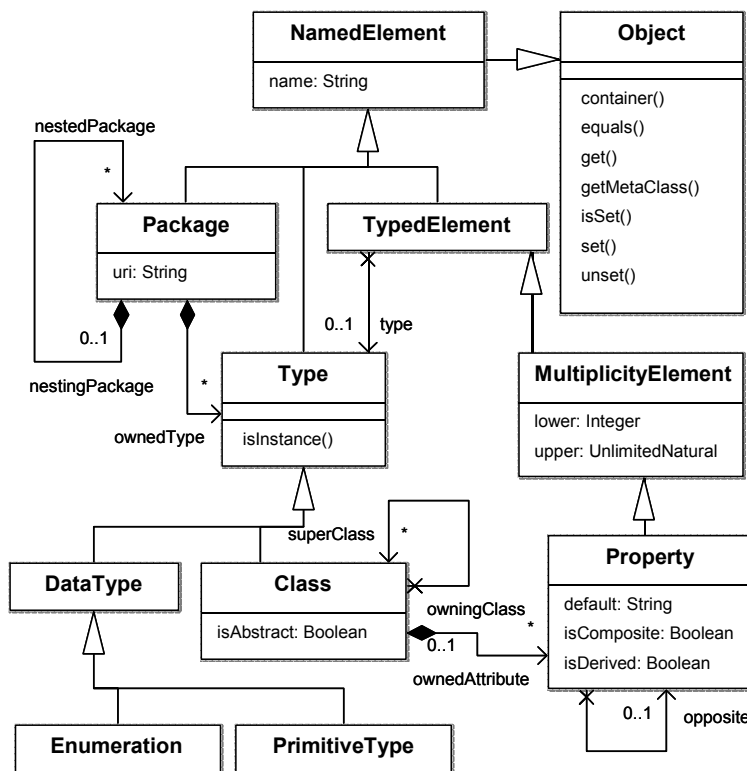 NamedElement
name: String
Object
container()
equals()
get()
getMetaClass()
isSet()
set()
unset()
nestedPackage
*
Package
uri: String
0..1
nestingPackage
TypedElement
0..1
type
*
ownedType
Type
isInstance()
MultiplicityElement
lower: Integer
upper: UnlimitedNatural
superClass
*
DataType
Class
isAbstract: Boolean
owningClass
0..1
*
ownedAttribute
Property
default: String
isComposite: Boolean
isDerived: Boolean
0..1
opposite
Enumeration
PrimitiveType